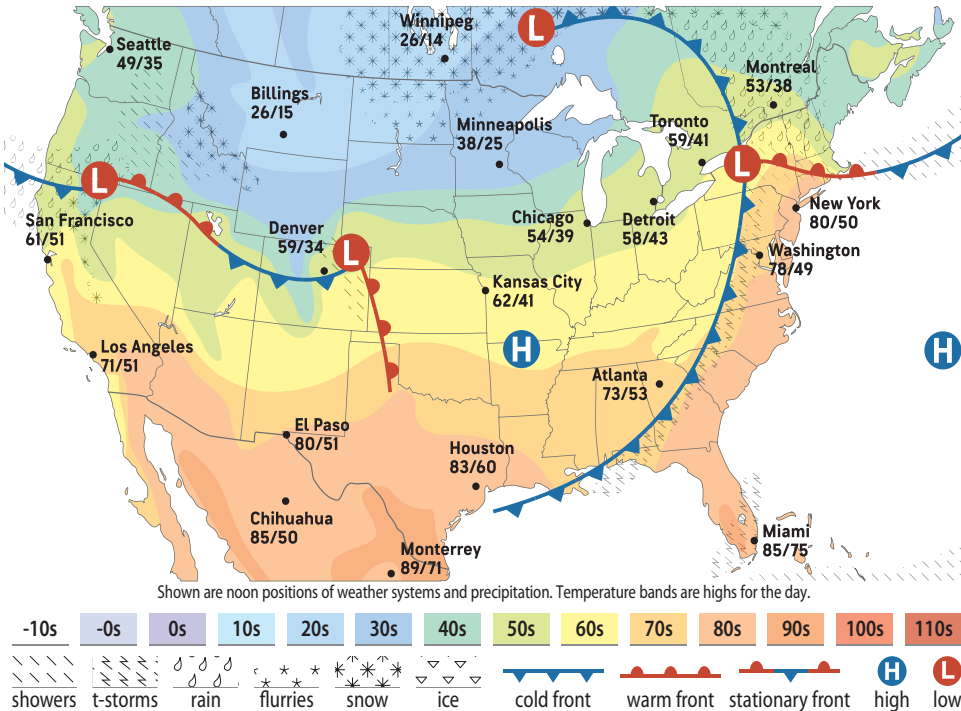 Winnipeg
26/14
L
Seattle
49/35
Montreal
53/38
Billings
26/15
Minneapolis
38/25
Toronto
59/41
L
L
San Francisco
61/51
Denver
59/34
L
Chicago
54/39
Detroit
58/43
New York
80/50
Washington
78/49
Kansas City
62/41
H
H
Los Angeles
71/51
Atlanta
73/53
El Paso
80/51
Houston
83/60
Chihuahua
85/50
Monterrey
89/71
Miami
85/75
Shown are noon positions of weather systems and precipitation. Temperature bands are highs for the day.
-10s -0s 0s 10s 20s 30s 40s 50s 60s 70s 80s 90s 100s 110s
H L
showers t-storms rain flurries snow ice cold front warm front stationary front high low